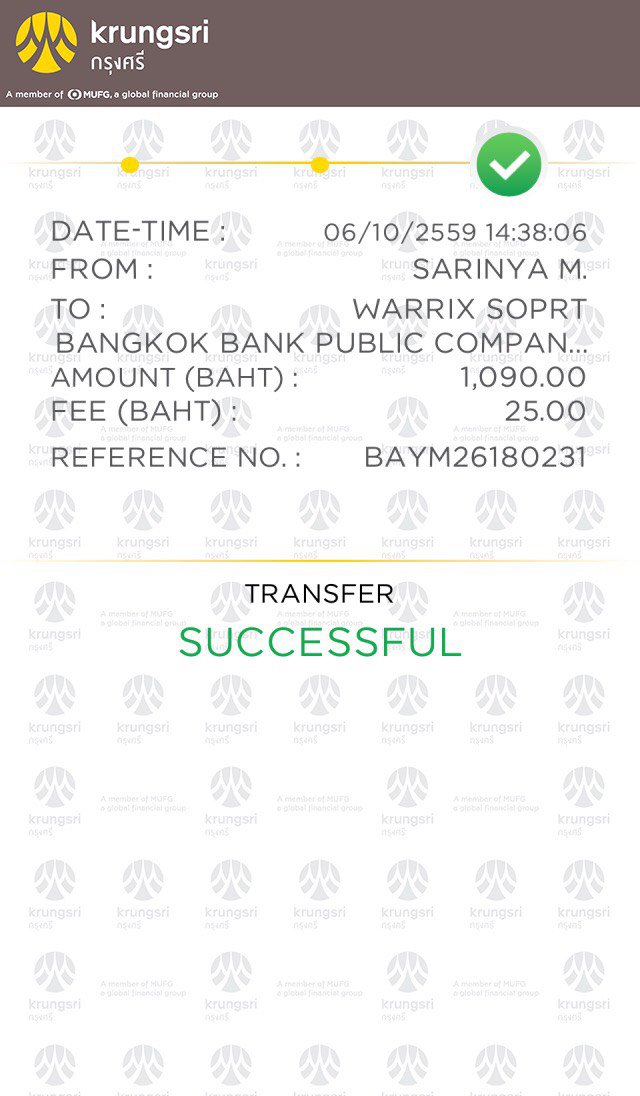 krungsri
กรุงศรี
A member of MUFG, a global financial group
DATE-TIME : 06/10/2559 14:38:06
FROM : SARINYA M.
TO : WARRIX SOPRT
BANGKOK BANK PUBLIC COMPAN...
AMOUNT (BAHT) : 1,090.00
FEE (BAHT) : 25.00
REFERENCE NO. : BAYM26180231
TRANSFER
SUCCESSFUL